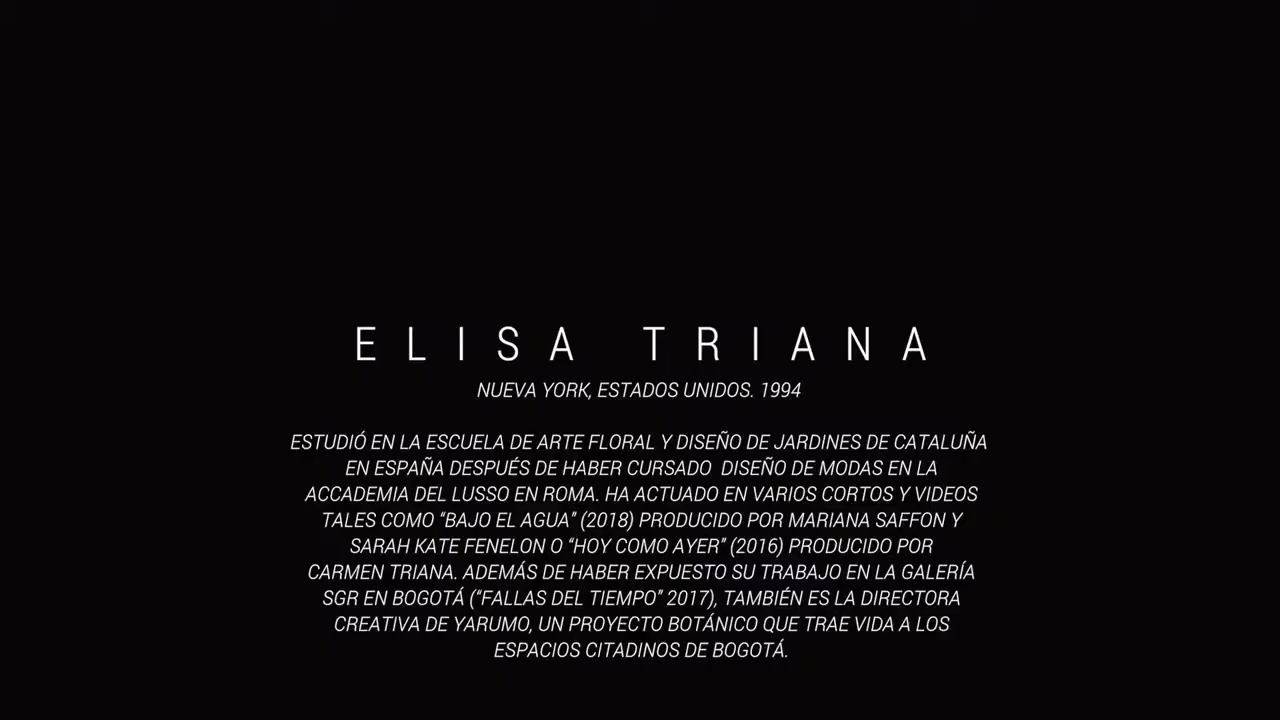 ELISA TRIANA
NUEVA YORK, ESTADOS UNIDOS. 1994
ESTUDIÓ EN LA ESCUELA DE ARTE FLORAL Y DISEÑO DE JARDINES DE CATALUÑA
EN ESPAÑA DESPUÉS DE HABER CURSADO  DISEÑO DE MODAS EN LA
ACCADEMIA DEL LUSSO EN ROMA. HA ACTUADO EN VARIOS CORTOS Y VIDEOS
TALES COMO “BAJO EL AGUA” (2018) PRODUCIDO POR MARIANA SAFFON Y
SARAH KATE FENELON O “HOY COMO AYER” (2016) PRODUCIDO POR
CARMEN TRIANA. ADEMÁS DE HABER EXPUESTO SU TRABAJO EN LA GALERÍA
SGR EN BOGOTÁ (“FALLAS DEL TIEMPO” 2017), TAMBIÉN ES LA DIRECTORA
CREATIVA DE YARUMO, UN PROYECTO BOTÁNICO QUE TRAE VIDA A LOS
ESPACIOS CITADINOS DE BOGOTÁ.